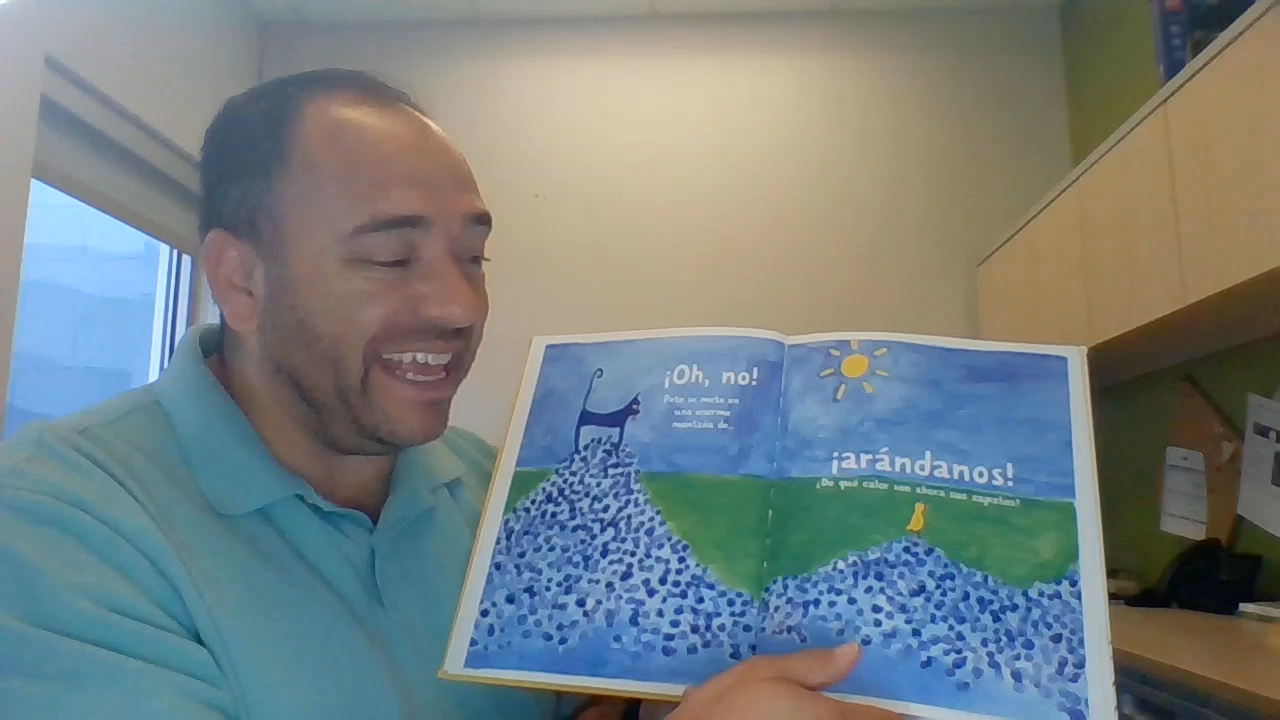 ¡Oh, no!
Pete se mete en
una enorme
montaña de...
¡arándanos!
¿De qué color son ahora sus zapatos?